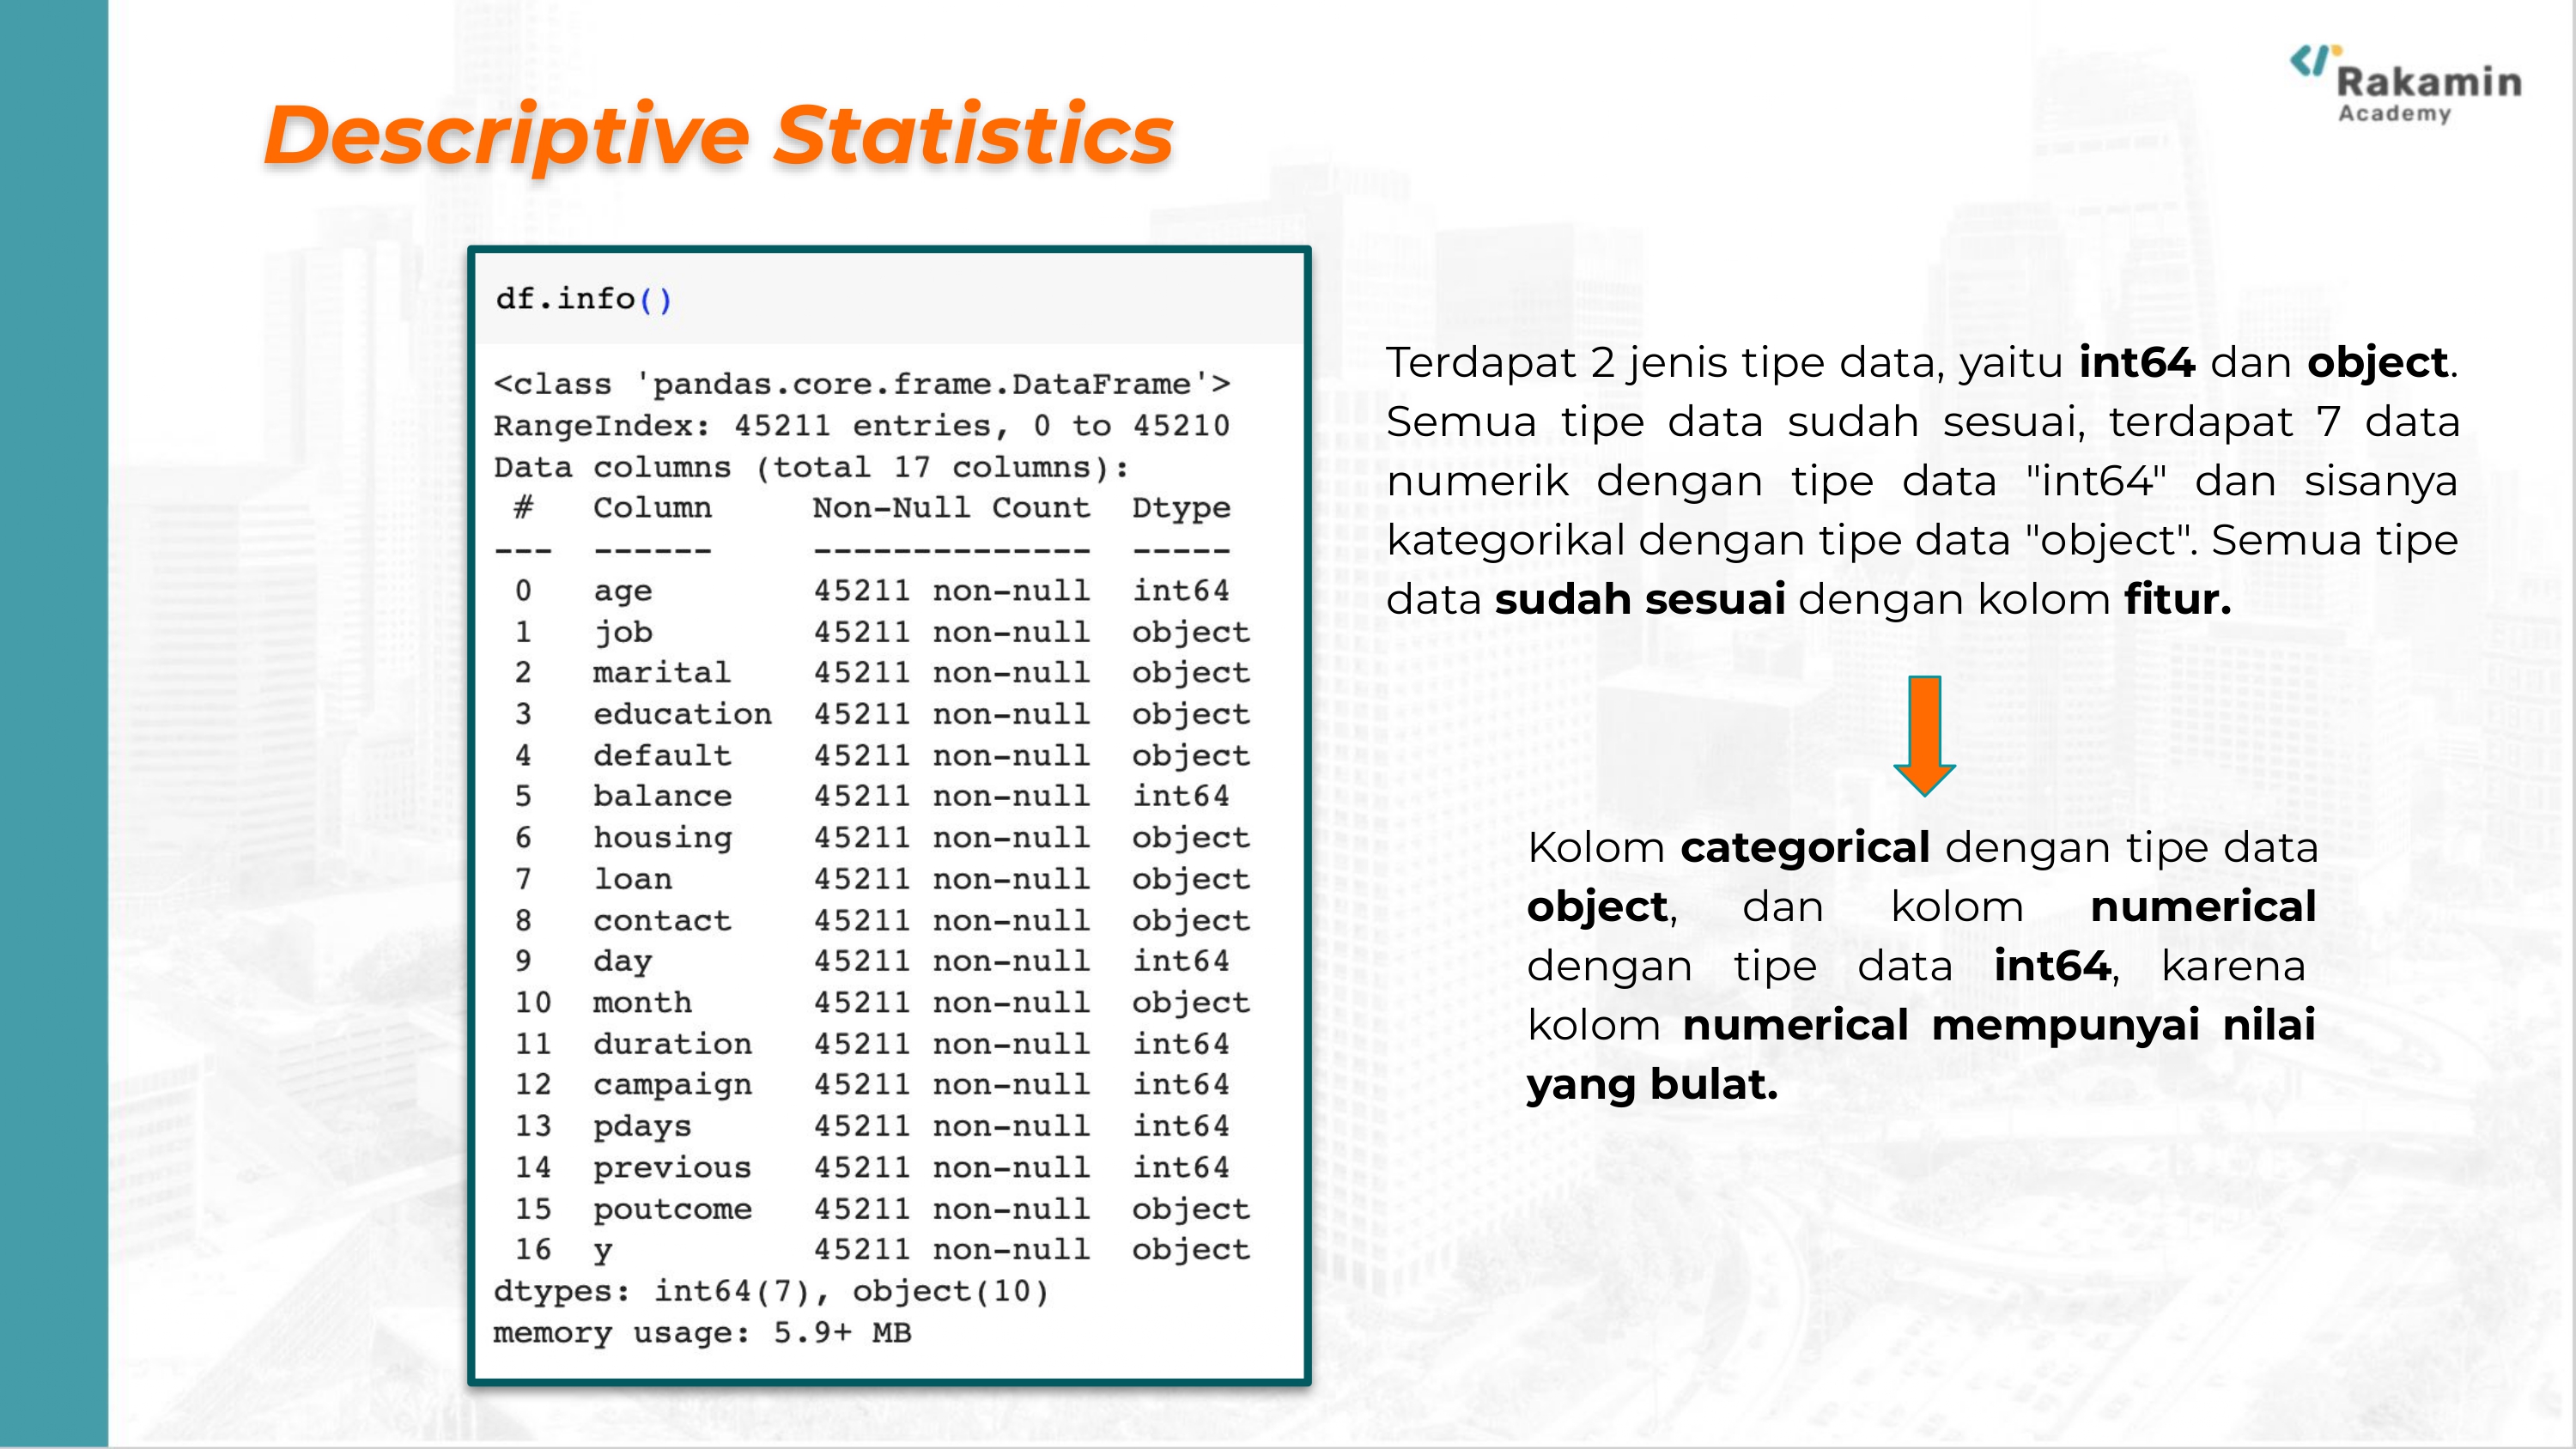 Rakamin
Academy
Descriptive Statistics
df.info()
<class 'pandas.core.frame.DataFrame'>
RangeIndex: 45211 entries, 0 to 45210
Data columns (total 17 columns):
 #   Column     Non-Null Count  Dtype
---  ------     --------------  -----
 0   age        45211 non-null  int64
 1   job        45211 non-null  object
 2   marital    45211 non-null  object
 3   education  45211 non-null  object
 4   default    45211 non-null  object
 5   balance    45211 non-null  int64
 6   housing    45211 non-null  object
 7   loan       45211 non-null  object
 8   contact    45211 non-null  object
 9   day        45211 non-null  int64
 10  month      45211 non-null  object
 11  duration   45211 non-null  int64
 12  campaign   45211 non-null  int64
 13  pdays      45211 non-null  int64
 14  previous   45211 non-null  int64
 15  poutcome   45211 non-null  object
 16  y          45211 non-null  object
dtypes: int64(7), object(10)
memory usage: 5.9+ MB
Terdapat 2 jenis tipe data, yaitu int64 dan object.
Semua tipe data sudah sesuai, terdapat 7 data
numerik dengan tipe data "int64" dan sisanya
kategorikal dengan tipe data "object". Semua tipe
data sudah sesuai dengan kolom fitur.
Kolom categorical dengan tipe data
object, dan kolom numerical
dengan tipe data int64, karena
kolom numerical mempunyai nilai
yang bulat.